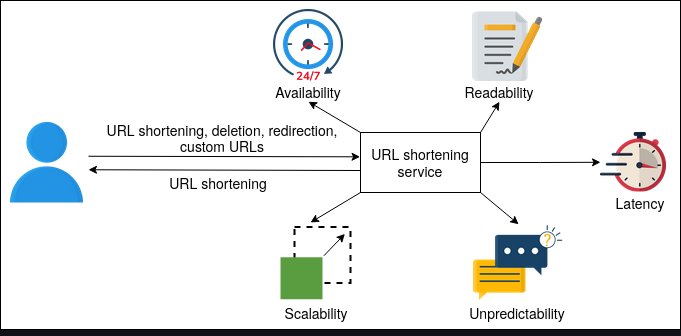 24/7
Availability
Readability
URL shortening, deletion, redirection,
custom URLs
URL shortening
URL shortening
service
Latency
?
Scalability
Unpredictability